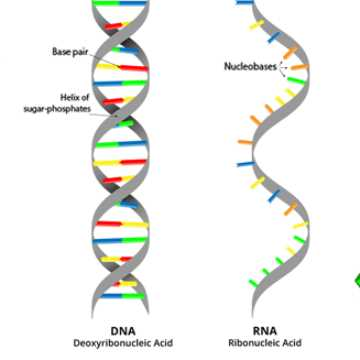 Base pair
Nucleobases
Helix of
sugar-phosphates
DNA
Deoxyribonucleic Acid
RNA
Ribonucleic Acid